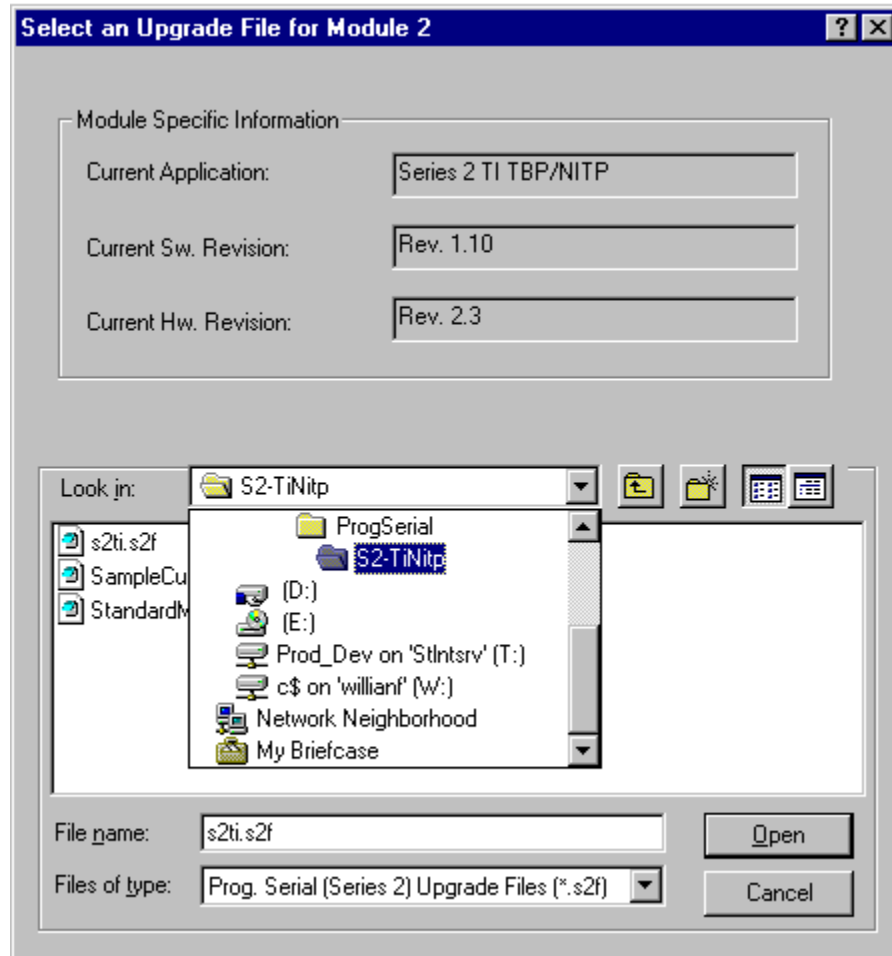 Select an Upgrade File for Module 2
Module Specific Information
Current Application: Series 2 TI TBP/NITP
Current Sw. Revision: Rev. 1.10
Current Hw. Revision: Rev. 2.3
Look in: S2-TiNitp
ProgSerial
S2-TiNitp
(D:)
(E:)
Prod_Dev on 'Stlntsrv' (T:)
c$ on 'willianf' (W:)
Network Neighborhood
My Briefcase
s2ti.s2f
SampleCu
StandardM
File name: s2ti.s2f
Open
Files of type: Prog. Serial (Series 2) Upgrade Files (*.s2f)
Cancel